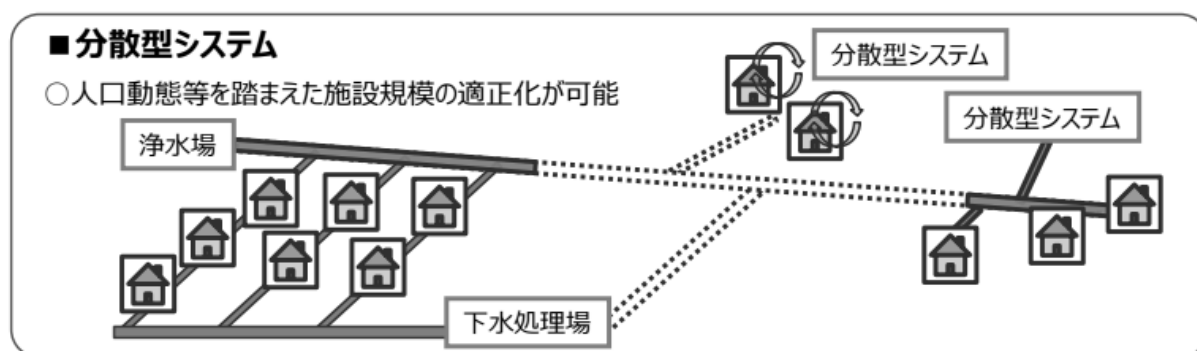 ■分散型システム
○人口動態等を踏まえた施設規模の適正化が可能
分散型システム
分散型システム
浄水場
下水処理場